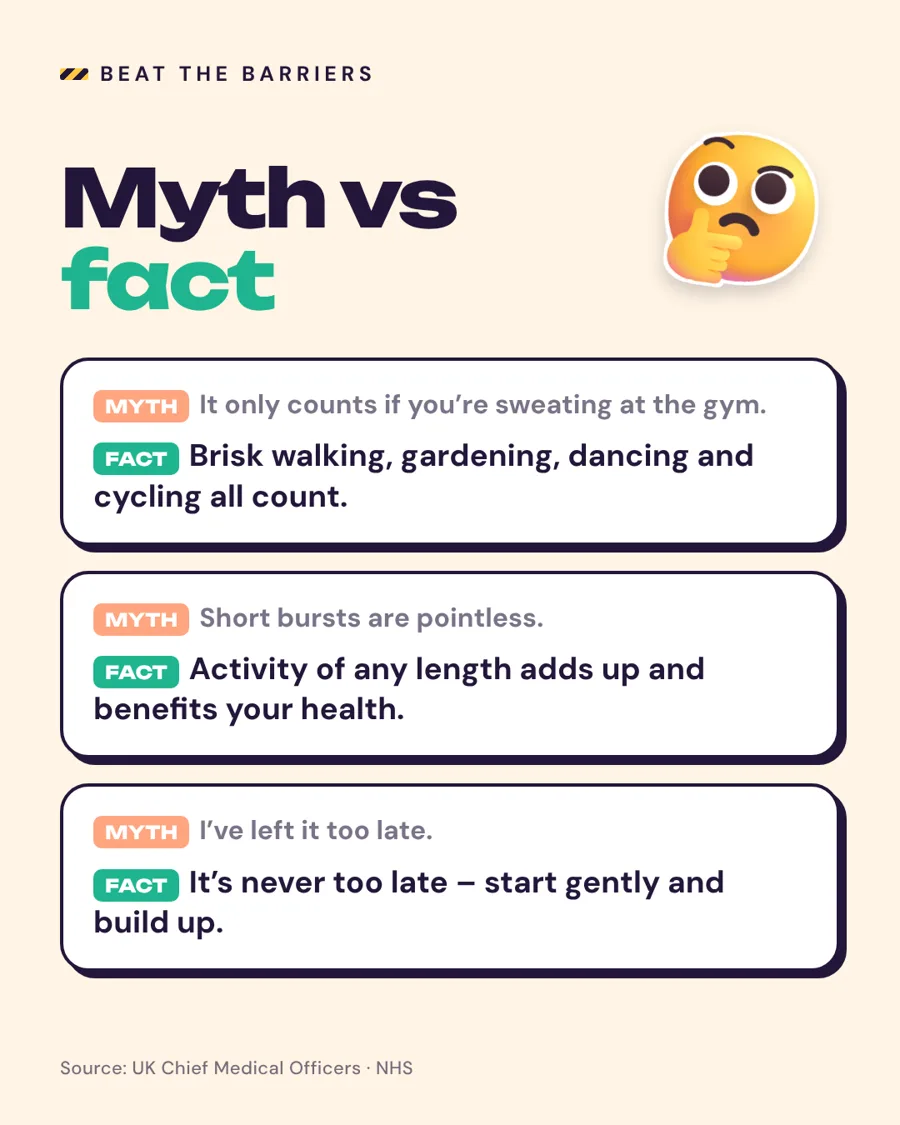 BEAT THE BARRIERS
Myth vs
fact
MYTH It only counts if you’re sweating at the gym.
FACT Brisk walking, gardening, dancing and
cycling all count.
MYTH Short bursts are pointless.
FACT Activity of any length adds up and
benefits your health.
MYTH I’ve left it too late.
FACT It’s never too late – start gently and
build up.
Source: UK Chief Medical Officers · NHS